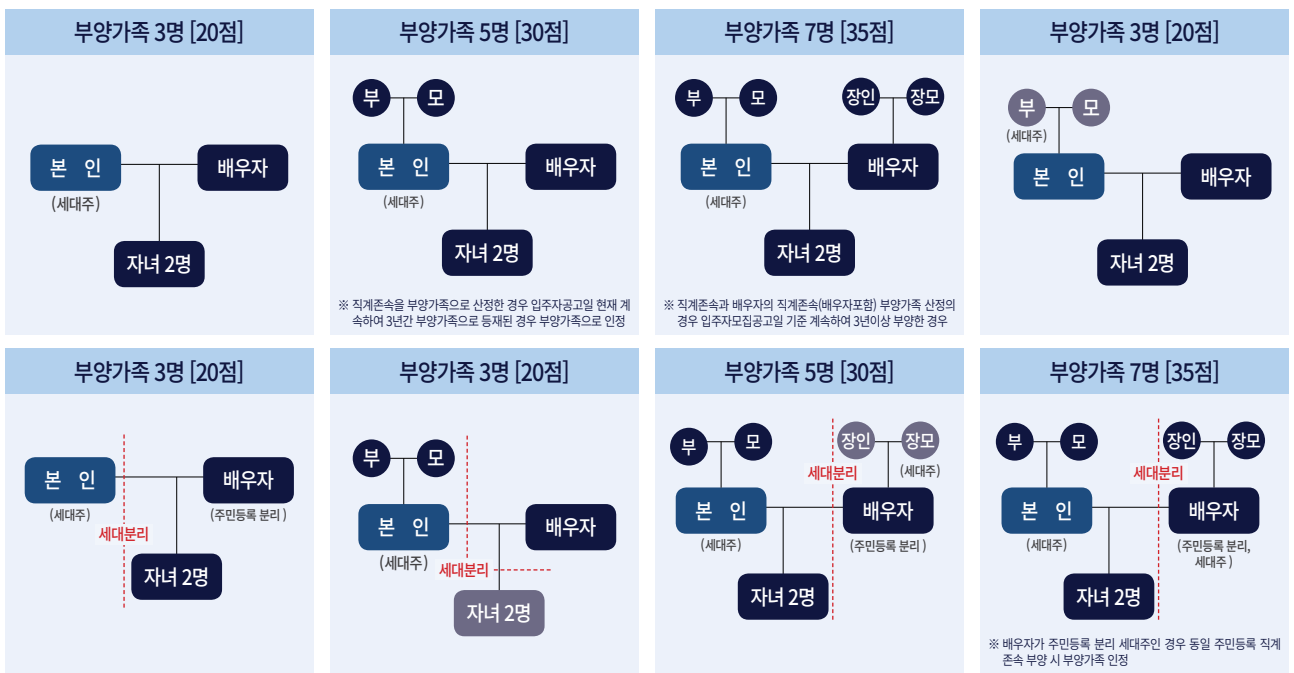 부양가족 3명 [20점]
본 인
배우자
(세대주)
자녀 2명
부양가족 5명 [30점]
부
모
본 인
배우자
(세대주)
자녀 2명
※ 직계존속을 부양가족으로 산정한 경우 입주자공고일 현재 계
속하여 3년간 부양가족으로 등재된 경우 부양가족으로 인정
부양가족 7명 [35점]
부
모
장인
장모
본 인
배우자
(세대주)
자녀 2명
※ 직계존속과 배우자의 직계존속(배우자포함) 부양가족 산정의
경우 입주자모집공고일 기준 계속하여 3년이상 부양한 경우
부양가족 3명 [20점]
부
모
(세대주)
본 인
배우자
자녀 2명
부양가족 3명 [20점]
본 인
배우자
(세대주)
(주민등록 분리 )
세대분리
자녀 2명
부양가족 3명 [20점]
부
모
본 인
배우자
(세대주)
세대분리
자녀 2명
부양가족 5명 [30점]
부
모
장인
장모
세대분리
(세대주)
본 인
배우자
(세대주)
(주민등록 분리 )
자녀 2명
부양가족 7명 [35점]
부
모
장인
장모
세대분리
본 인
배우자
(세대주)
(주민등록 분리,
세대주 )
자녀 2명
※ 배우자가 주민등록 분리 세대주인 경우 동일 주민등록 직계
존속 부양 시 부양가족 인정